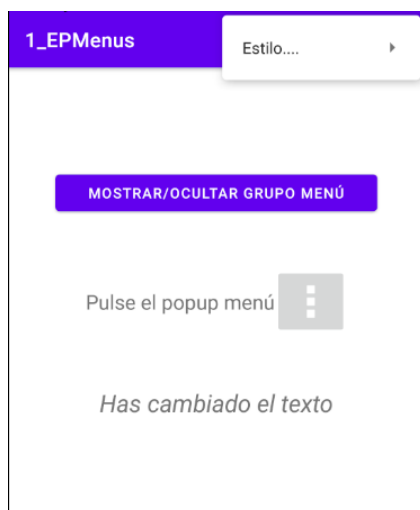 1_EPMenus
Estilo....
MOSTRAR/OCULTAR GRUPO MENÚ
Pulse el popup menú
Has cambiado el texto